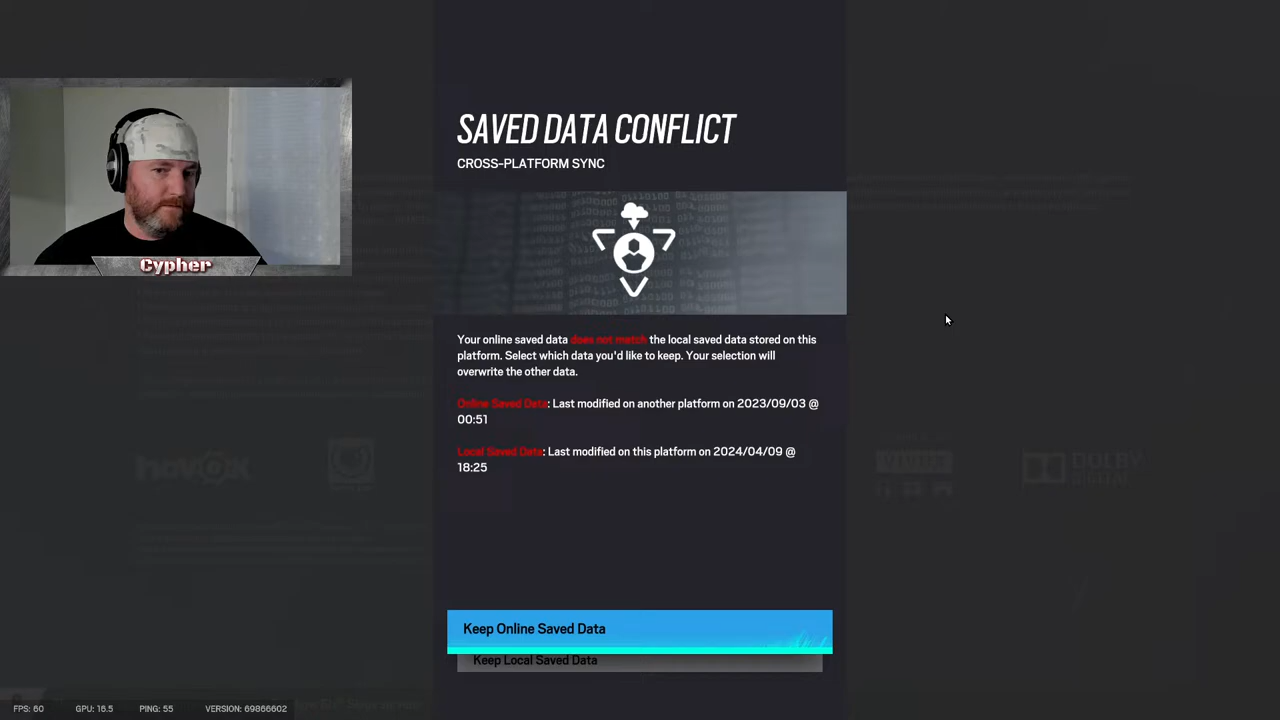 SAVED DATA CONFLICT
CROSS-PLATFORM SYNC
Cypher
Your online saved data does not match the local saved data stored on this
platform. Select which data you'd like to keep. Your selection will
overwrite the other data.
Online Saved Data: Last modified on another platform on 2023/09/03 @
00:51
Local Saved Data: Last modified on this platform on 2024/04/09 @
18:25
havok
DOLBY
DIGITAL
Keep Online Saved Data
Keep Local Saved Data
FPS: 60 GPU: 16.5 PING: 55 VERSION: 69866602